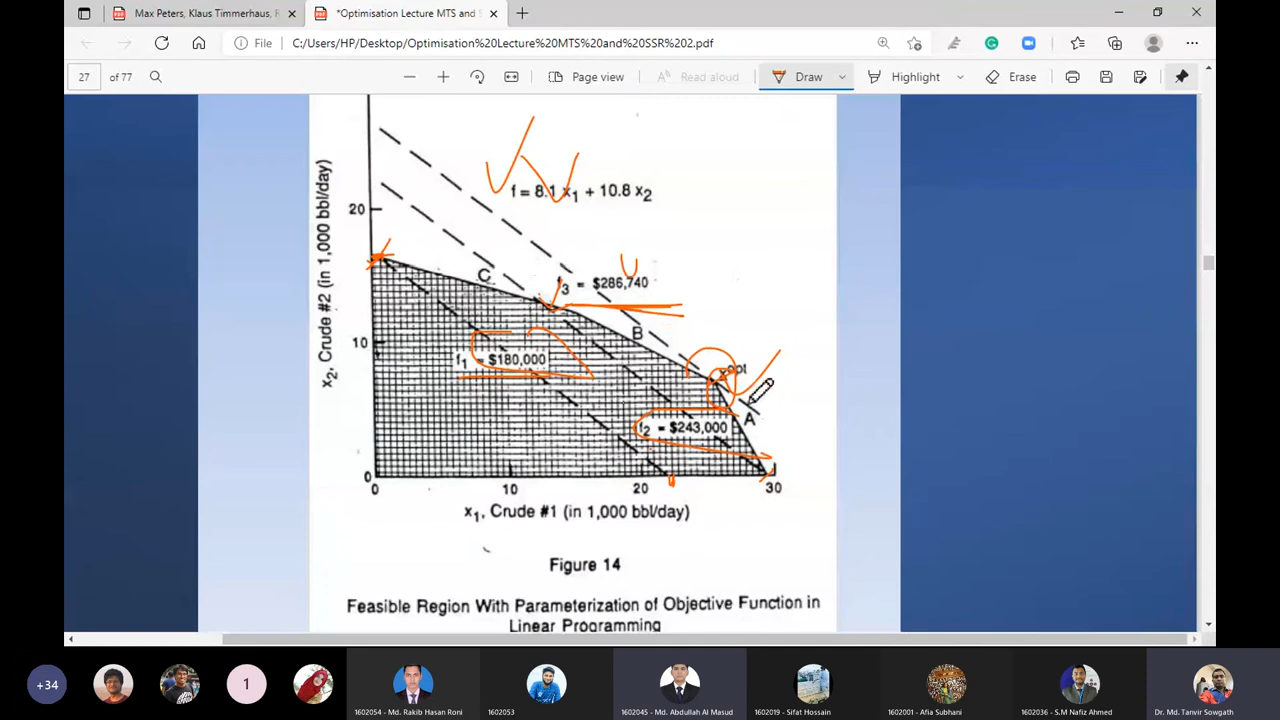 Max Peters, Klaus Timmerhaus, R
*Optimisation Lecture MTS and S
File
C:/Users/HP/Desktop/Optimisation%20Lecture%20MTS%20and%20SSR%202.pdf
27 of 77
Page view
Read aloud
Draw
Highlight
Erase
x2, Crude #2 (in 1,000 bbl/day)
f = 8.1 x1 + 10.8 x2
20
C
f3 = $286,740
B
10
f1 = $180,000
opt
A
f2 = $243,000
0
0 10 20 30
x1, Crude #1 (in 1,000 bbl/day)
Figure 14
Feasible Region With Parameterization of Objective Function in
Linear Programming
+34
1
1602054 - Md. Rakib Hasan Roni
1602053
1602045 - Md. Abdullah Al Masud
1602019 - Sifat Hossain
1602001 - Afia Subhani
1602036 - S.M Nafiz Ahmed
Dr. Md. Tanvir Sowgath